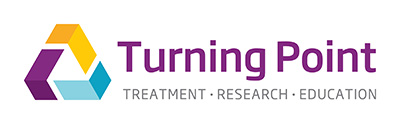 Turning Point
TREATMENT · RESEARCH · EDUCATION